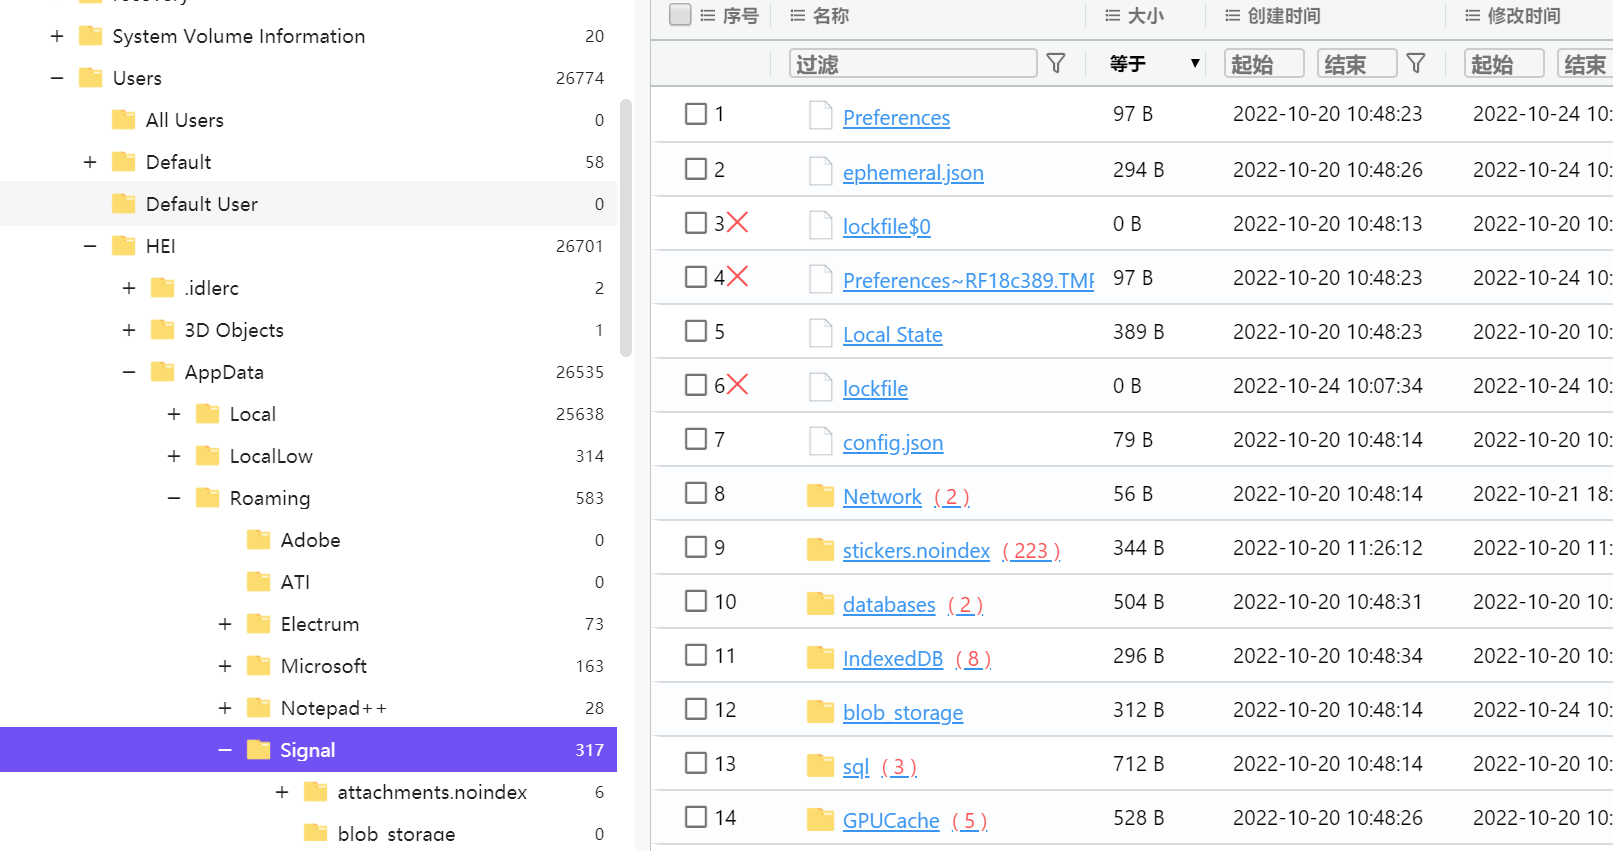 System Volume Information 20
Users 26774
All Users 0
+ Default 58
Default User 0
HEI 26701
+ .idlerc 2
+ 3D Objects 1
AppData 26535
+ Local 25638
+ LocalLow 314
Roaming 583
Adobe 0
ATI 0
+ Electrum 73
+ Microsoft 163
+ Notepad++ 28
Signal 317
+ attachments.noindex 6
blob_storage 0
序号 名称 大小 创建时间 修改时间
过滤 等于 起始 结束 起始 结束
1 Preferences 97 B 2022-10-20 10:48:23 2022-10-24 10:
2 ephemeral.json 294 B 2022-10-20 10:48:26 2022-10-24 10:
3 lockfile$0 0 B 2022-10-20 10:48:13 2022-10-20 10:
4 Preferences~RF18c389.TMP 97 B 2022-10-20 10:48:23 2022-10-20 10:
5 Local State 389 B 2022-10-20 10:48:23 2022-10-20 10:
6 lockfile 0 B 2022-10-24 10:07:34 2022-10-24 10:
7 config.json 79 B 2022-10-20 10:48:14 2022-10-20 10:
8 Network ( 2 ) 56 B 2022-10-20 10:48:14 2022-10-21 18:
9 stickers.noindex ( 223 ) 344 B 2022-10-20 11:26:12 2022-10-20 11:
10 databases ( 2 ) 504 B 2022-10-20 10:48:31 2022-10-20 10:
11 IndexedDB ( 8 ) 296 B 2022-10-20 10:48:34 2022-10-20 10:
12 blob_storage 312 B 2022-10-20 10:48:14 2022-10-24 10:
13 sql ( 3 ) 712 B 2022-10-20 10:48:14 2022-10-20 10:
14 GPUCache ( 5 ) 528 B 2022-10-20 10:48:26 2022-10-20 10: